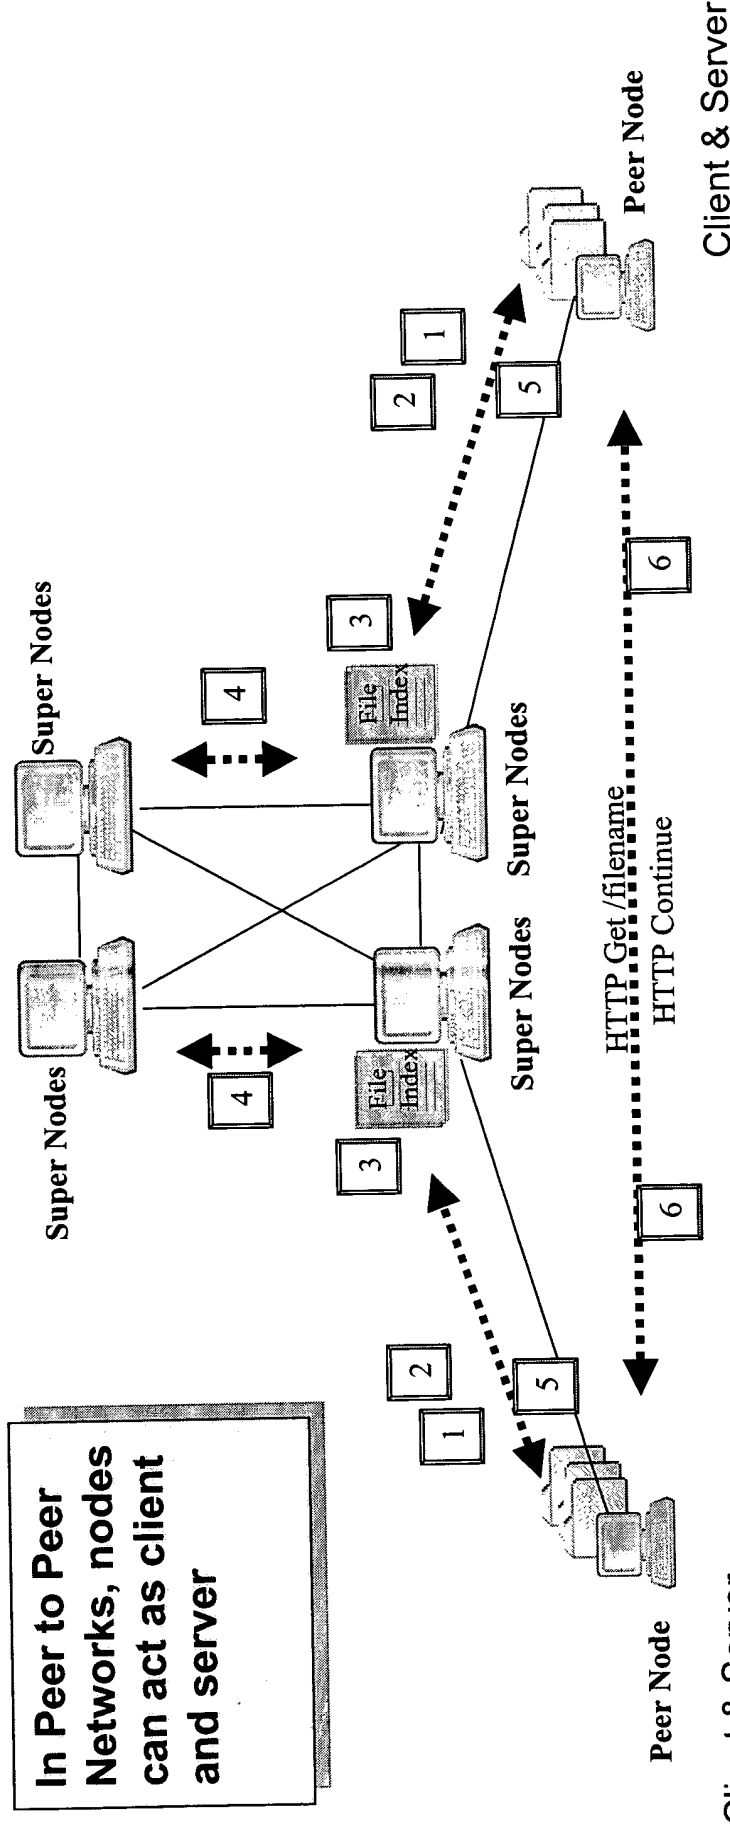 In Peer to Peer
Networks, nodes
can act as client
and server
Super Nodes
Super Nodes
4
4
3
File
Index
File
Index
3
Super Nodes
Super Nodes
1
2
2
1
5
5
HTTP Get /filename
HTTP Continue
6
6
Peer Node
Peer Node
Client & Server
Client & Server